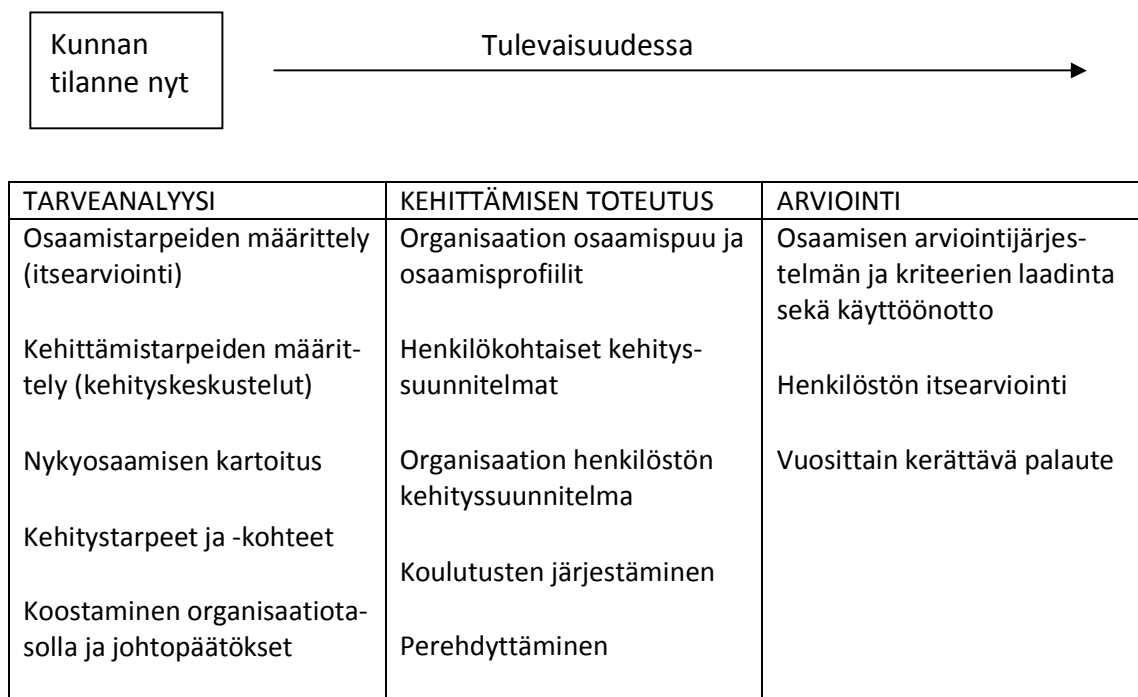 Kunnan
tilanne nyt
Tulevaisuudessa
TARVEANALYYSI
Osaamistarpeiden määrittely
(itsearviointi)
Kehittämistarpeiden määrit-
tely (kehityskeskustelut)
Nykyosaamisen kartoitus
Kehitystarpeet ja -kohteet
Koostaminen organisaatiota-
solla ja johtopäätökset
KEHITTÄMISEN TOTEUTUS
Organisaation osaamispuu ja
osaamisprofiilit
Henkilökohtaiset kehitys-
suunnitelmat
Organisaation henkilöstön
kehityssuunnitelma
Koulutusten järjestäminen
Perehdyttäminen
ARVIOINTI
Osaamisen arviointijärjes-
telmän ja kriteerien laadinta
sekä käyttöönotto
Henkilöstön itsearviointi
Vuosittain kerättävä palaute